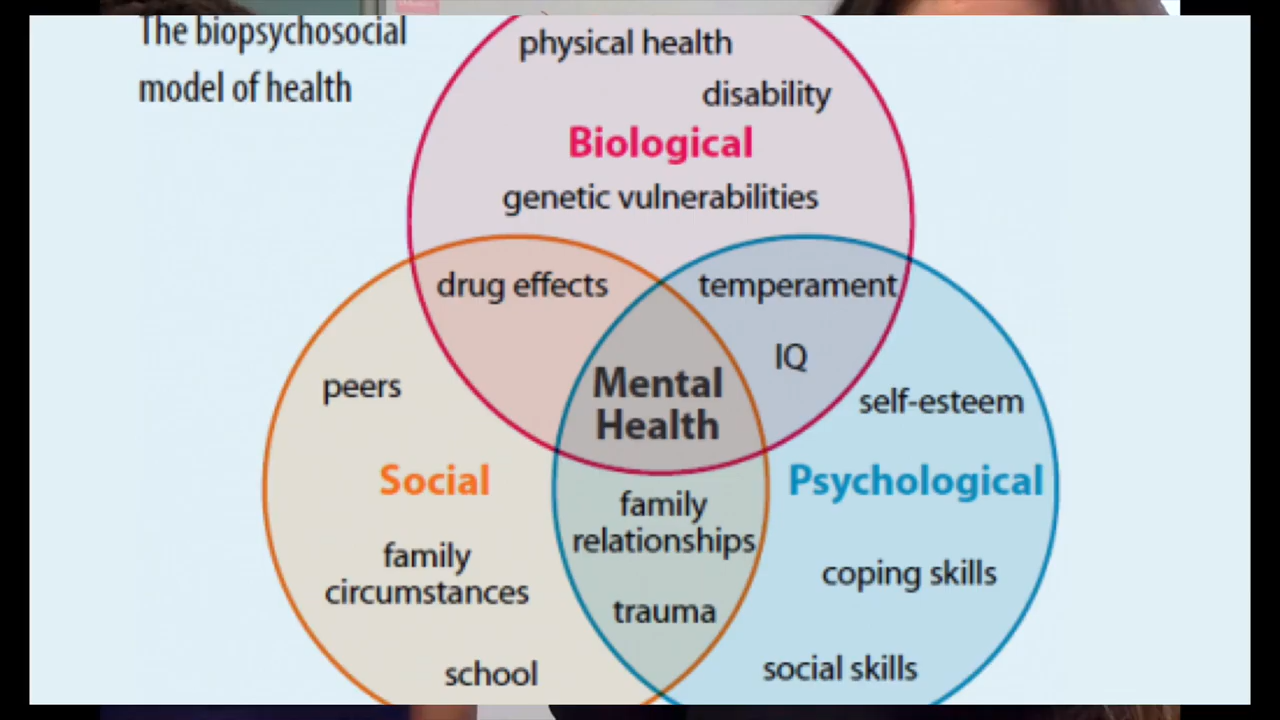 The biopsychosocial
model of health
physical health
disability
Biological
genetic vulnerabilities
drug effects
temperament
IQ
Mental
Health
peers
self-esteem
Social
Psychological
family
relationships
family
circumstances
coping skills
trauma
school
social skills